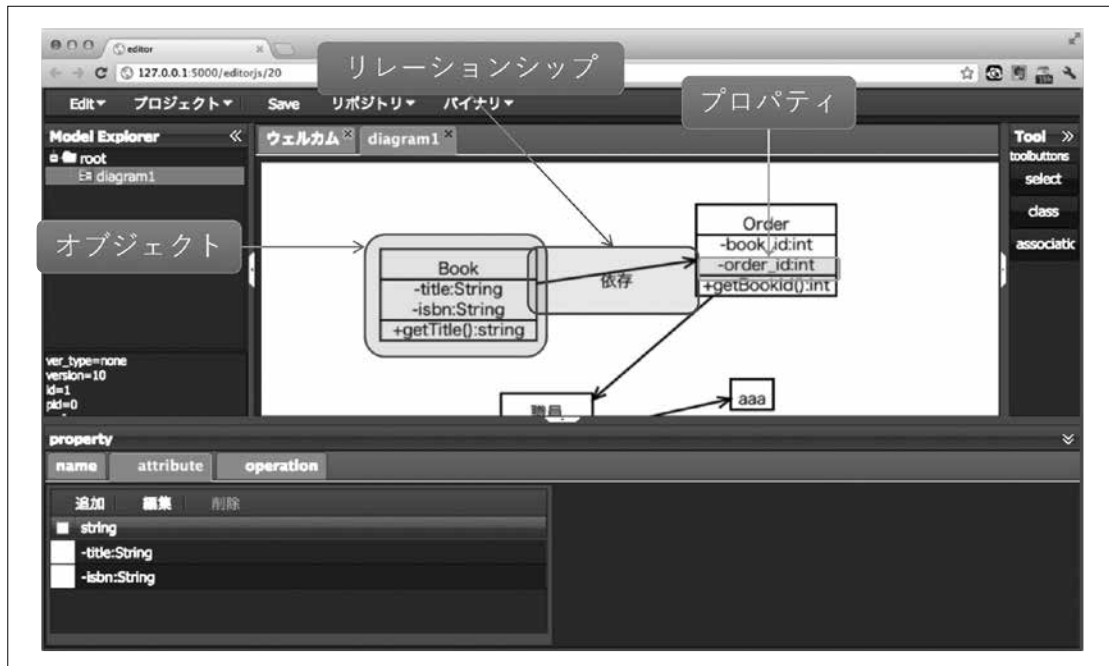 editor
127.0.0.1:5000/editorjs/20
リレーションシップ
Edit▾ プロジェクト▾ Save リポジトリ▾ バイナリ▾
プロパティ
Model Explorer
ウェルカム diagram1
Tool
root
toolbuttons
diagram1
select
class
associatic
オブジェクト
Order
-book_id:int
-order_id:int
+getBookId():int
Book
-title:String
-isbn:String
+getTitle():string
依存
職員
aaa
ver_type=none
version=10
id=1
pid=0
property
name attribute operation
追加 編集 削除
string
-title:String
-isbn:String